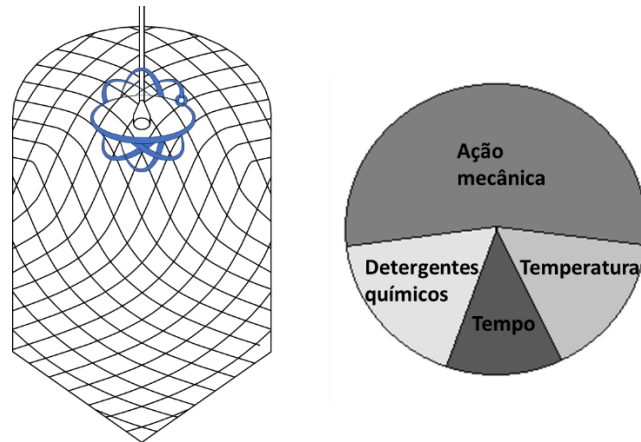 Ação
mecânica
Detergentes
químicos
Temperatura
Tempo